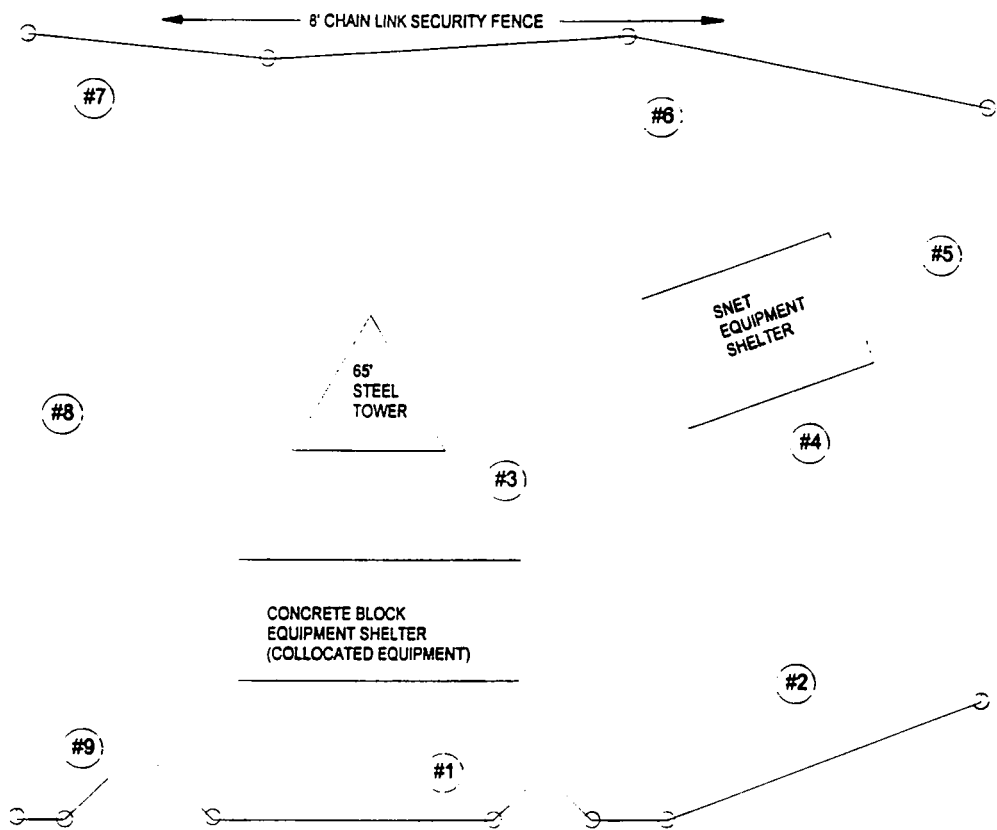 8' CHAIN LINK SECURITY FENCE
#7
#6
#5
SNET
EQUIPMENT
SHELTER
65'
STEEL
TOWER
#8
#4
#3
CONCRETE BLOCK
EQUIPMENT SHELTER
(COLLOCATED EQUIPMENT)
#2
#9
#1